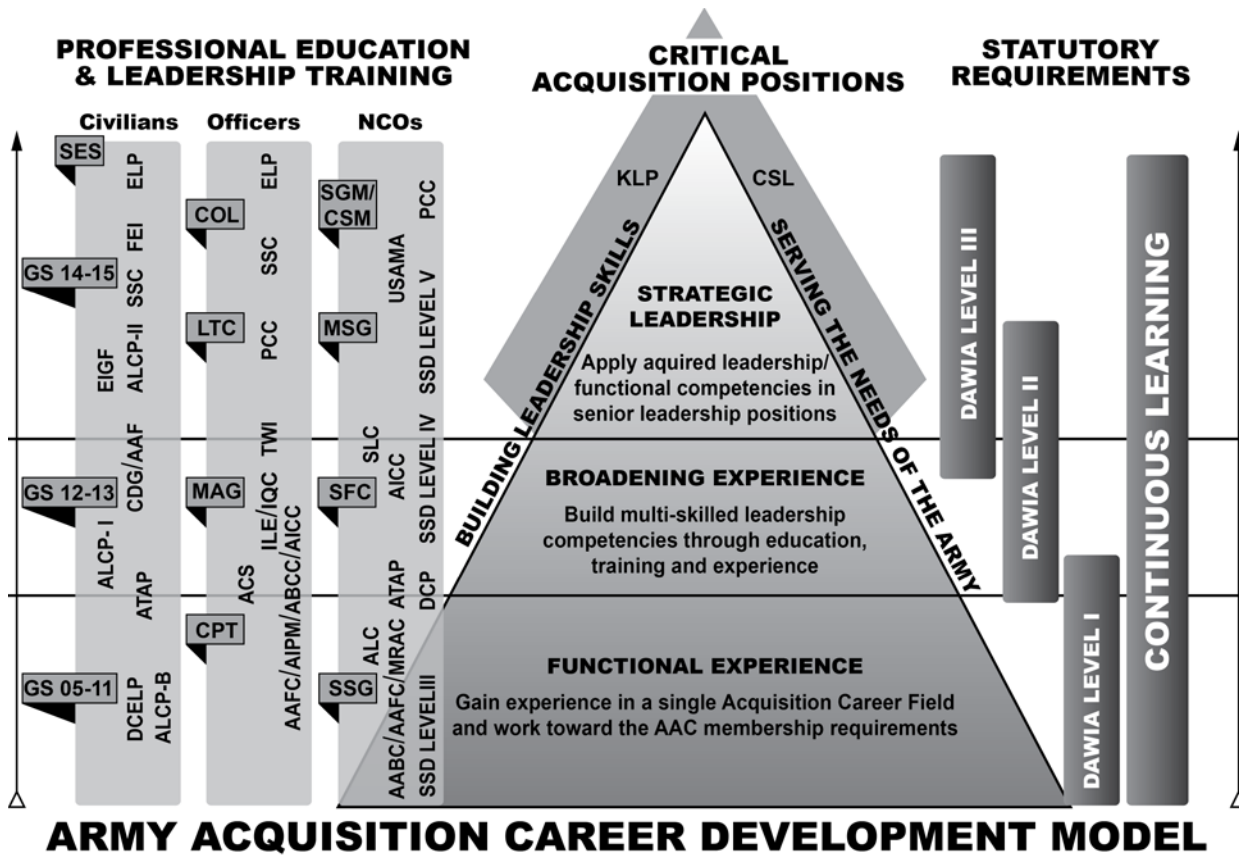 PROFESSIONAL EDUCATION
& LEADERSHIP TRAINING
CRITICAL
ACQUISITION POSITIONS
STATUTORY
REQUIREMENTS
Civilians
Officers
NCOs
SES
GS 14-15
GS 12-13
GS 05-11
ELP
FEI
SSC
ALCP-II
EIGF
CDG/AAF
ALCP- I
ATAP
DCELP
ALCP-B
COL
LTC
MAG
CPT
ELP
SSC
PCC
TWI
ILE/IQC
ACS
AAFC/AIPM/ABCC/AICC
SGM/
CSM
MSG
SFC
SSG
PCC
USAMA
SSD LEVEL V
SLC
AICC
SSD LEVEL IV
ATAP
DCP
ALC
AABC/AAFC/MRAC
SSD LEVELIII
KLP
CSL
BUILDING LEADERSHIP SKILLS
SERVING THE NEEDS OF THE ARMY
STRATEGIC
LEADERSHIP
Apply aquired leadership/
functional competencies in
senior leadership positions
BROADENING EXPERIENCE
Build multi-skilled leadership
competencies through education,
training and experience
FUNCTIONAL EXPERIENCE
Gain experience in a single Acquisition Career Field
and work toward the AAC membership requirements
DAWIA LEVEL III
DAWIA LEVEL II
DAWIA LEVEL I
CONTINUOUS LEARNING
ARMY ACQUISITION CAREER DEVELOPMENT MODEL